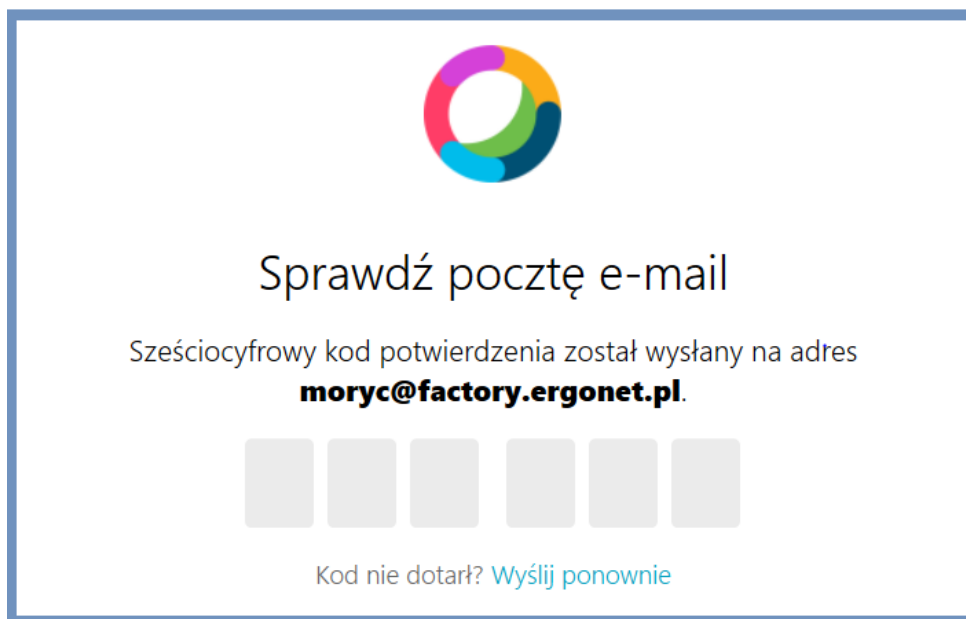 Sprawdź pocztę e-mail
Sześciocyfrowy kod potwierdzenia został wysłany na adres
moryc@factory.ergonet.pl.
Kod nie dotarł? Wyślij ponownie